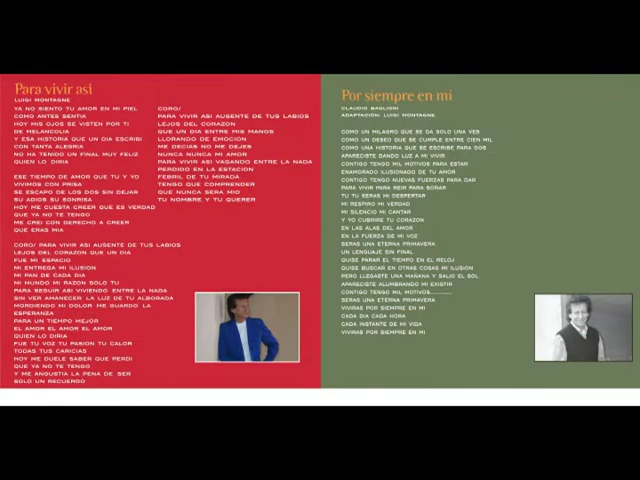 Para vivir así
LUIGI MONTAGNE
YA NO SIENTO TU AMOR EN MI PIEL
COMO ANTES SENTIA
HOY MIS OJOS SE VISTEN POR TI
DE MELANCOLIA
Y ESA HISTORIA QUE UN DIA ESCRIBI
CON TANTA ALEGRIA
NO HA TENIDO UN FINAL MUY FELIZ
QUIEN LO DIRIA
ESE TIEMPO DE AMOR QUE TU Y YO
VIVIMOS CON PRISA
SE ESCAPO DE LOS DOS SIN DEJAR
SU ADIOS SU SONRISA
HOY ME CUESTA CREER QUE ES VERDAD
QUE YA NO TE TENGO
ME CREI CON DERECHO A CREER
QUE ERAS MIA
CORO/ PARA VIVIR ASI AUSENTE DE TUS LABIOS
LEJOS DEL CORAZON QUE UN DIA
FUE MI ESPACIO
MI ENTREGA MI ILUSION
MI PAN DE CADA DIA
MI MUNDO MI RAZON SOLO TU
PARA SEGUIR ASI VIVIENDO ENTRE LA NADA
SIN VER AMANECER LA LUZ DE TU ALBORADA
MORDIENDO MI DOLOR ME GUARDO LA
ESPERANZA
PARA UN TIEMPO MEJOR
EL AMOR EL AMOR EL AMOR
QUIEN LO DIRIA
FUE TU VOZ TU PASION TU CALOR
TODAS TUS CARICIAS
HOY ME DUELE SABER QUE PERDI
QUE YA NO TE TENGO
Y ME ANGUSTIA LA PENA DE SER
SOLO UN RECUERDO
CORO/
PARA VIVIR ASI AUSENTE DE TUS LABIOS
LEJOS DEL CORAZON
QUE UN DIA ENTRE MIS MANOS
LLORANDO DE EMOCION
ME DECIAS NO ME DEJES
NUNCA NUNCA MI AMOR
PARA VIVIR ASI VAGANDO ENTRE LA NADA
PERDIDO EN LA ESTACION
FEBRIL DE TU MIRADA
TENGO QUE COMPRENDER
QUE NUNCA SERA MIO
TU NOMBRE Y TU QUERER
Por siempre en mi
CLAUDIO BAGLIONI
ADAPTACION: LUIGI MONTAGNE
COMO UN MILAGRO QUE SE DA SOLO UNA VES
COMO UN DESEO QUE SE CUMPLE ENTRE CIEN MIL
COMO UNA HISTORIA QUE SE ESCRIBE PARA DOS
APARECISTE DANDO LUZ A MI VIVIR
CONTIGO TENGO MIL MOTIVOS PARA ESTAR
ENAMORADO ILUSIONADO DE TU AMOR
CONTIGO TENGO NUEVAS FUERZAS PARA DAR
PARA VIVIR PARA REIR PARA SOÑAR
TU TU SERAS MI DESPERTAR
MI RESPIRO MI VERDAD
MI SILENCIO MI CANTAR
Y YO CUBRIRE TU CORAZON
EN LAS ALAS DEL AMOR
EN LA FUERZA DE MI VOZ
SERAS UNA ETERNA PRIMAVERA
UN LENGUAJE SIN FINAL
QUISE PARAR EL TIEMPO EN EL RELOJ
QUISE BUSCAR EN OTRAS COSAS MI ILUSION
PERO LLEGASTE UNA MAÑANA Y SALIO EL SOL
APARECISTE ALUMBRANDO MI EXISTIR
CONTIGO TENGO MIL MOTIVOS............
SERAS UNA ETERNA PRIMAVERA
VIVIRAS POR SIEMPRE EN MI
CADA DIA CADA HORA
CADA INSTANTE DE MI VIDA
VIVIRAS POR SIEMPRE EN MI